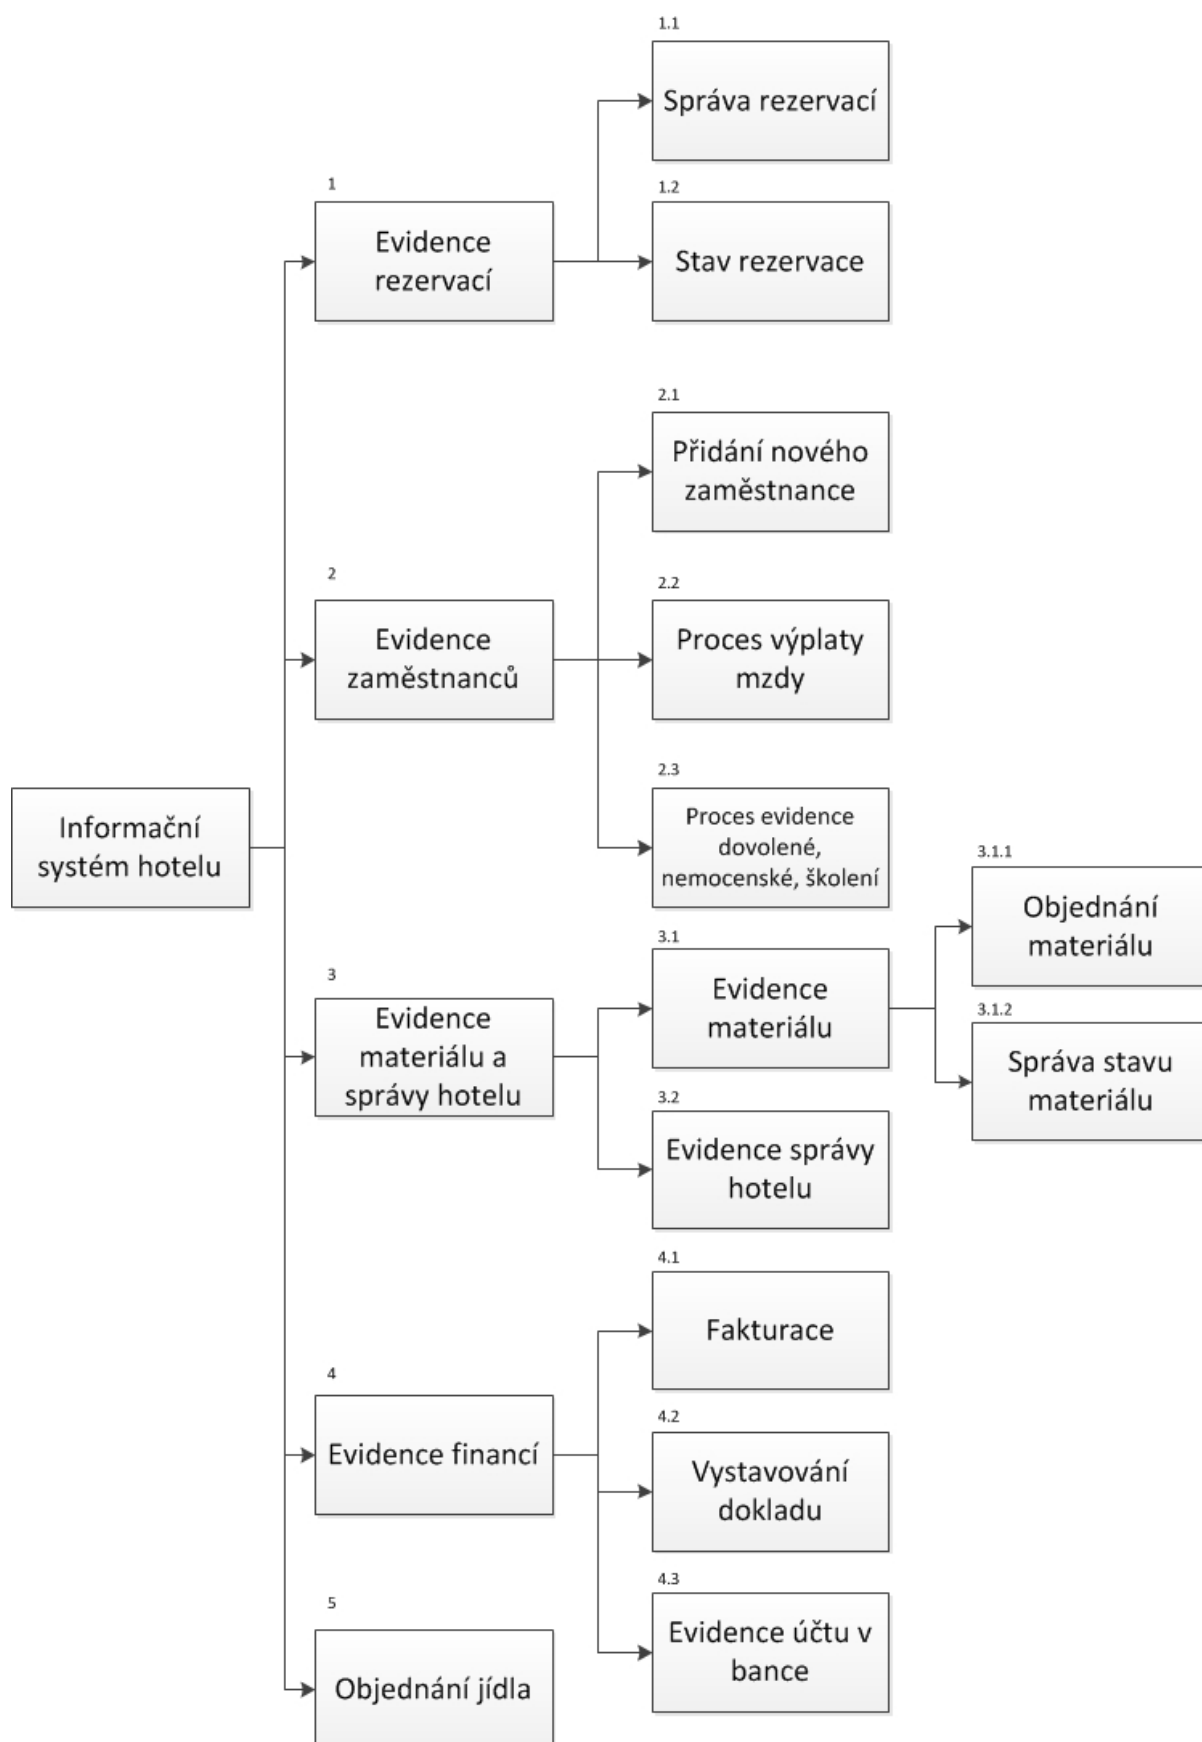 1.1
Správa rezervací
1
Evidence
rezervací
1.2
Stav rezervace
2.1
Přidání nového
zaměstnance
2
Evidence
zaměstnanců
2.2
Proces výplaty
mzdy
2.3
Proces evidence
dovolené,
nemocenské, školení
Informační
systém hotelu
3.1.1
Objednání
materiálu
3
Evidence
materiálu a
správy hotelu
3.1
Evidence
materiálu
3.1.2
Správa stavu
materiálu
3.2
Evidence správy
hotelu
4.1
Fakturace
4
Evidence financí
4.2
Vystavování
dokladu
4.3
Evidence účtu v
bance
5
Objednání jídla